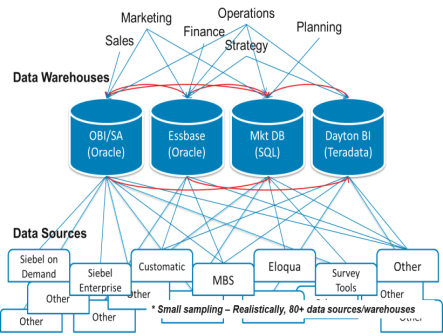 Marketing
Operations
Sales
Finance
Planning
Strategy
Data Warehouses
OBI/SA
(Oracle)
Essbase
(Oracle)
Mkt DB
(SQL)
Dayton BI
(Teradata)
Data Sources
Siebel on
Demand
Siebel
Enterprise
Customatic
MBS
Eloqua
Survey
Tools
Other
Other
Other
* Small sampling – Realistically, 80+ data sources/warehouses
Other
Other
Other